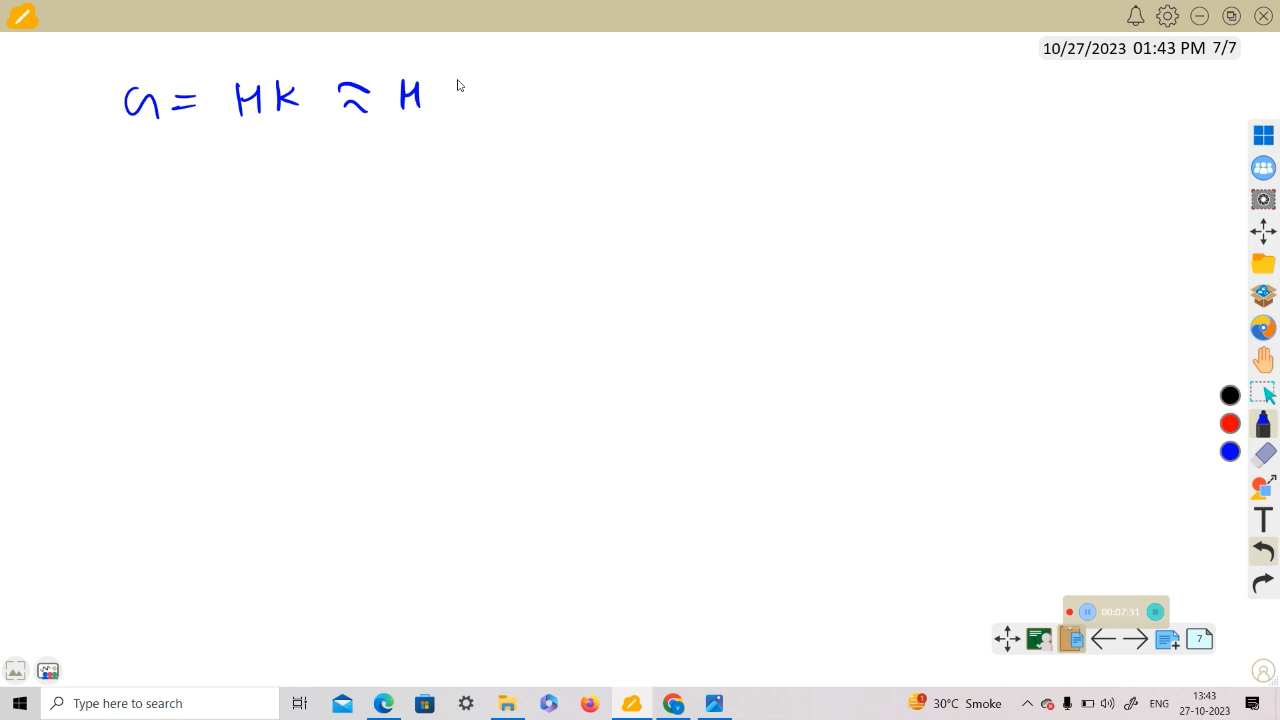 10/27/2023 01:43 PM 7/7
G = HK ≈ H
00:07:31
7
Type here to search
1
30°C Smoke
ENG
13:43
27-10-2023